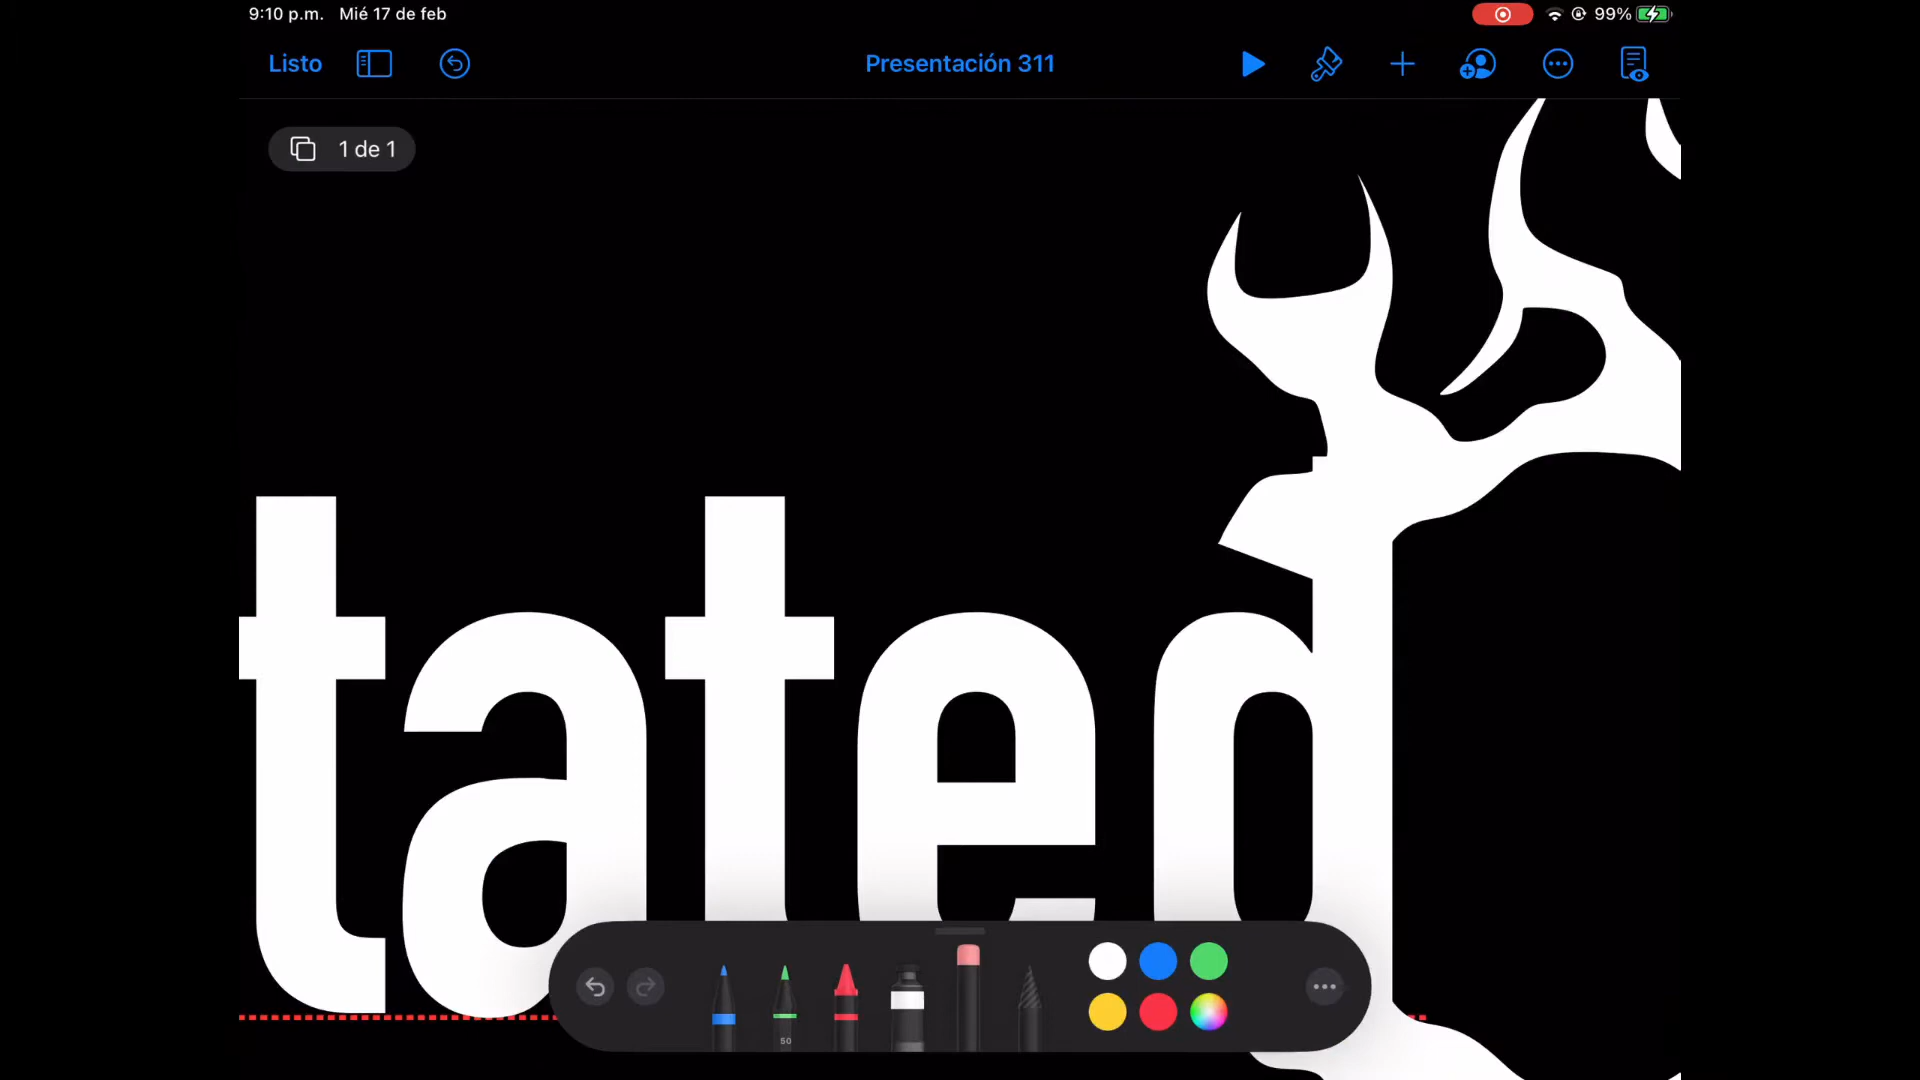 9:10 p.m. Mié 17 de feb 99%
Listo Presentación 311
1 de 1
tated
50